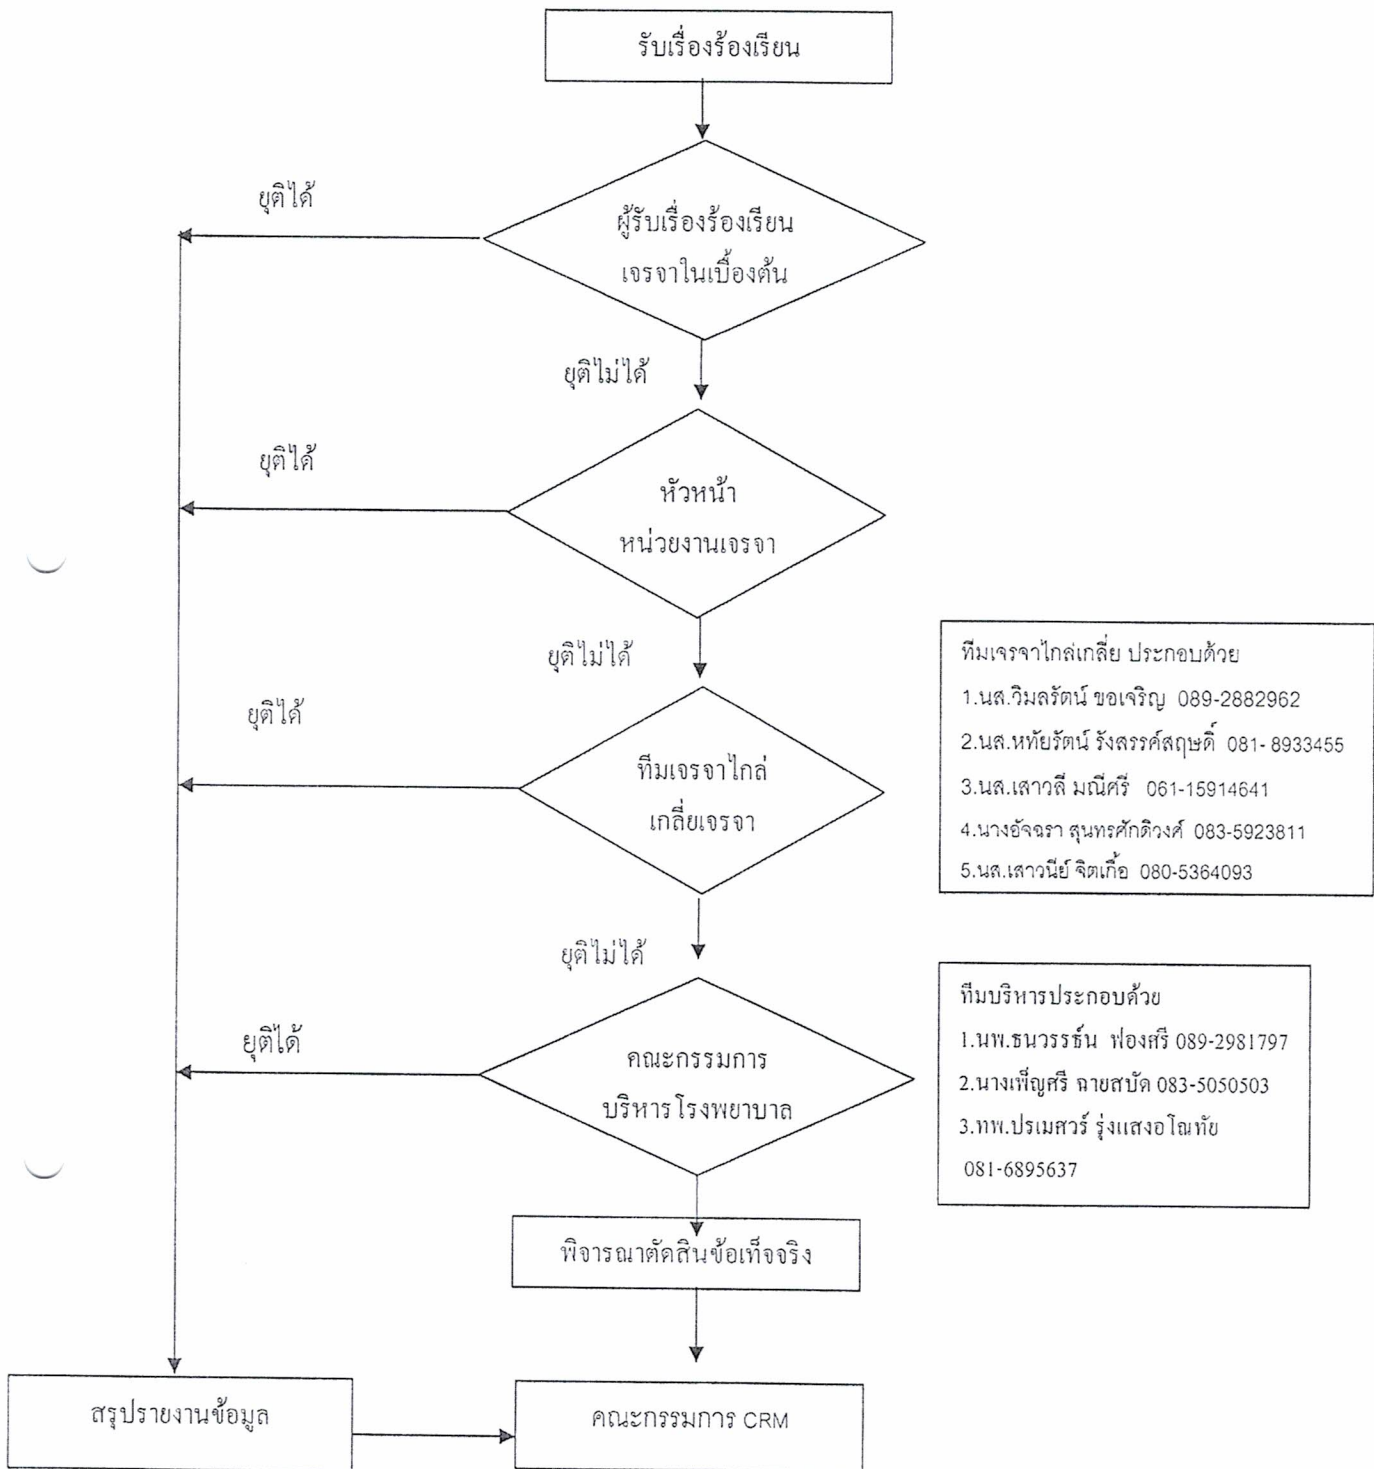 รับเรื่องร้องเรียน
ยุติได้
ผู้รับเรื่องร้องเรียน
เจรจาในเบื้องต้น
ยุติไม่ได้
ยุติได้
หัวหน้า
หน่วยงานเจรจา
ยุติไม่ได้
ยุติได้
ทีมเจรจาไกล่
เกลี่ยเจรจา
ทีมเจรจาไกล่เกลี่ย ประกอบด้วย
1.นส.วิมลรัตน์ ขอเจริญ 089-2882962
2.นส.หทัยรัตน์ รังสรรค์สฤษดิ์ 081- 8933455
3.นส.เสาวลี มณีศรี 061-15914641
4.นางอัจฉรา สุนทรศักดิวงศ์ 083-5923811
5.นส.เสาวนีย์ จิตเกื้อ 080-5364093
ยุติไม่ได้
ยุติได้
คณะกรรมการ
บริหารโรงพยาบาล
ทีมบริหารประกอบด้วย
1.นพ.ธนวรรธ์น ฟองศรี 089-2981797
2.นางเพ็ญศรี ฉายสบัด 083-5050503
3.ทพ.ปรเมศวร์ รุ่งแสงอโณทัย
081-6895637
พิจารณาตัดสินข้อเท็จจริง
สรุปรายงานข้อมูล
คณะกรรมการ CRM